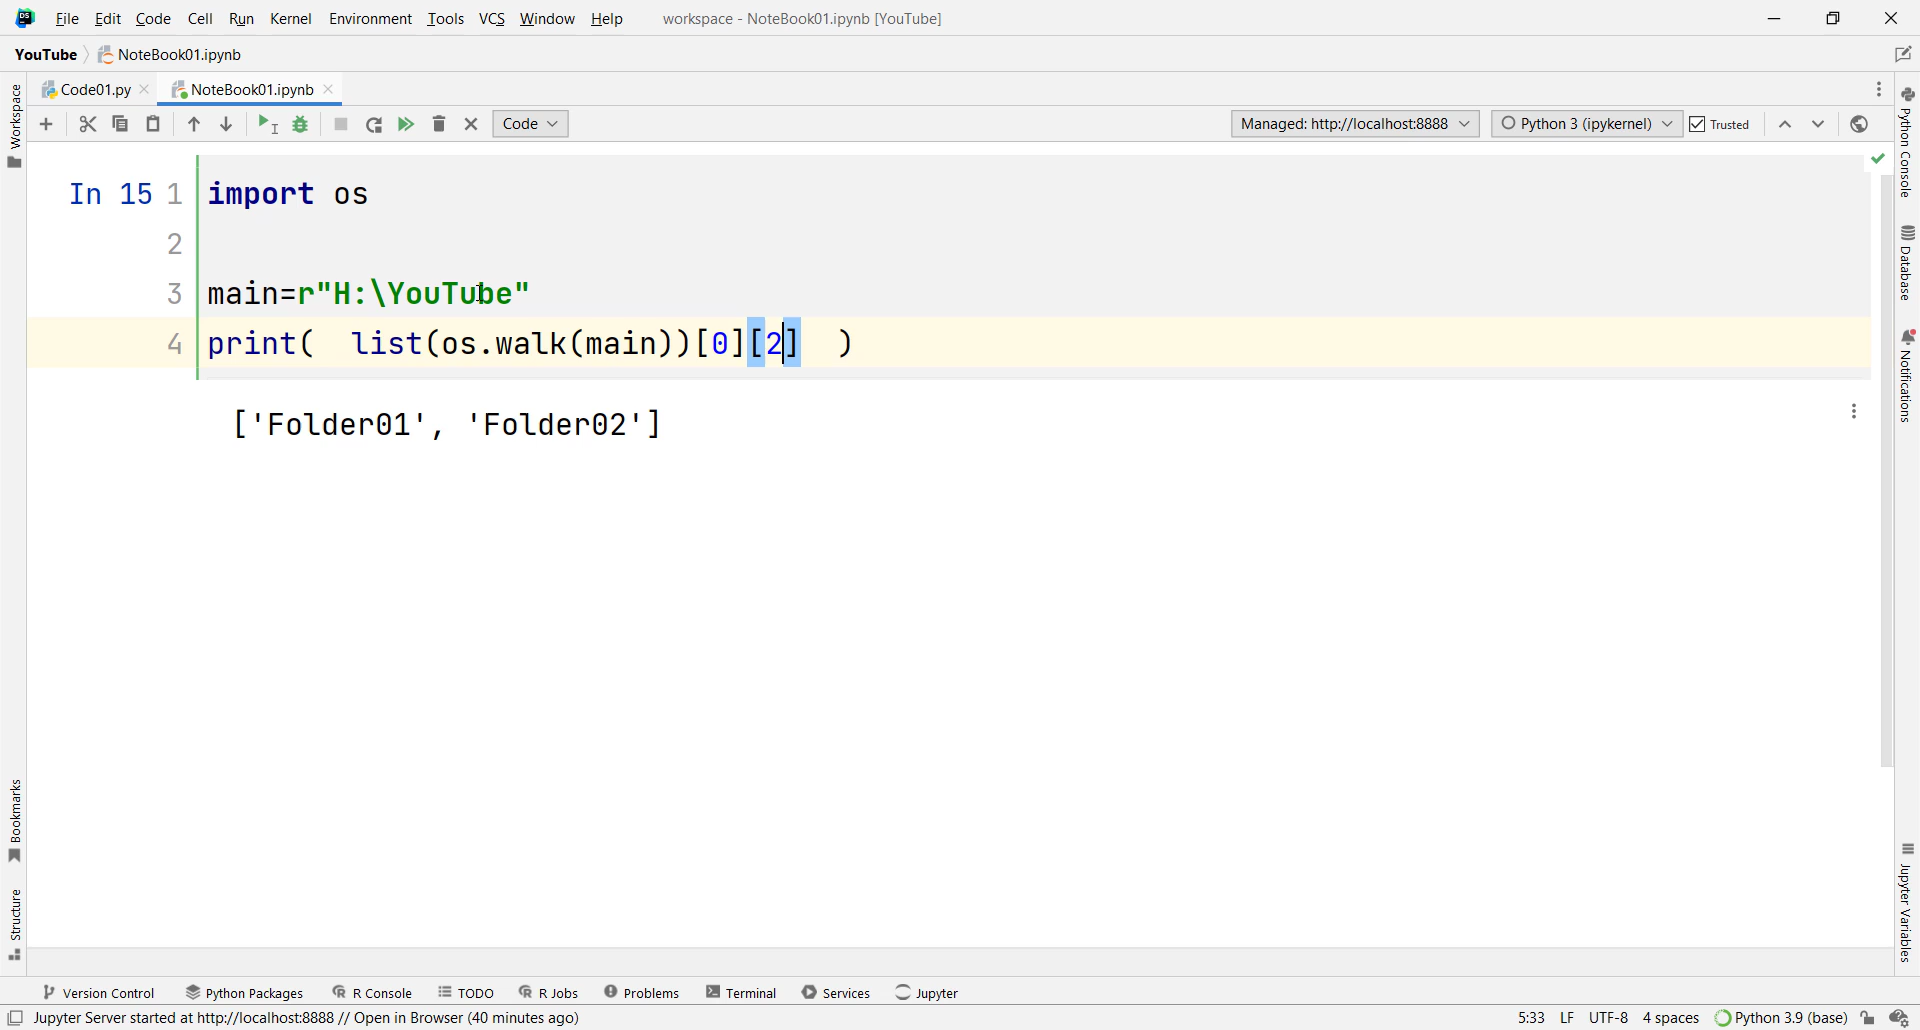 DS File Edit Code Cell Run Kernel Environment Tools VCS Window Help workspace - NoteBook01.ipynb [YouTube]
YouTube NoteBook01.ipynb
Code01.py NoteBook01.ipynb
Code Managed: http://localhost:8888 Python 3 (ipykernel) Trusted
Workspace
Bookmarks
Structure
In 15 1 import os
2
3 main=r"H:\YouTube"
4 print(  list(os.walk(main))[0][2]  )
['Folder01', 'Folder02']
Python Console
Database
Notifications
Jupyter Variables
Version Control Python Packages R Console TODO R Jobs Problems Terminal Services Jupyter
Jupyter Server started at http://localhost:8888 // Open in Browser (40 minutes ago) 5:33 LF UTF-8 4 spaces Python 3.9 (base)